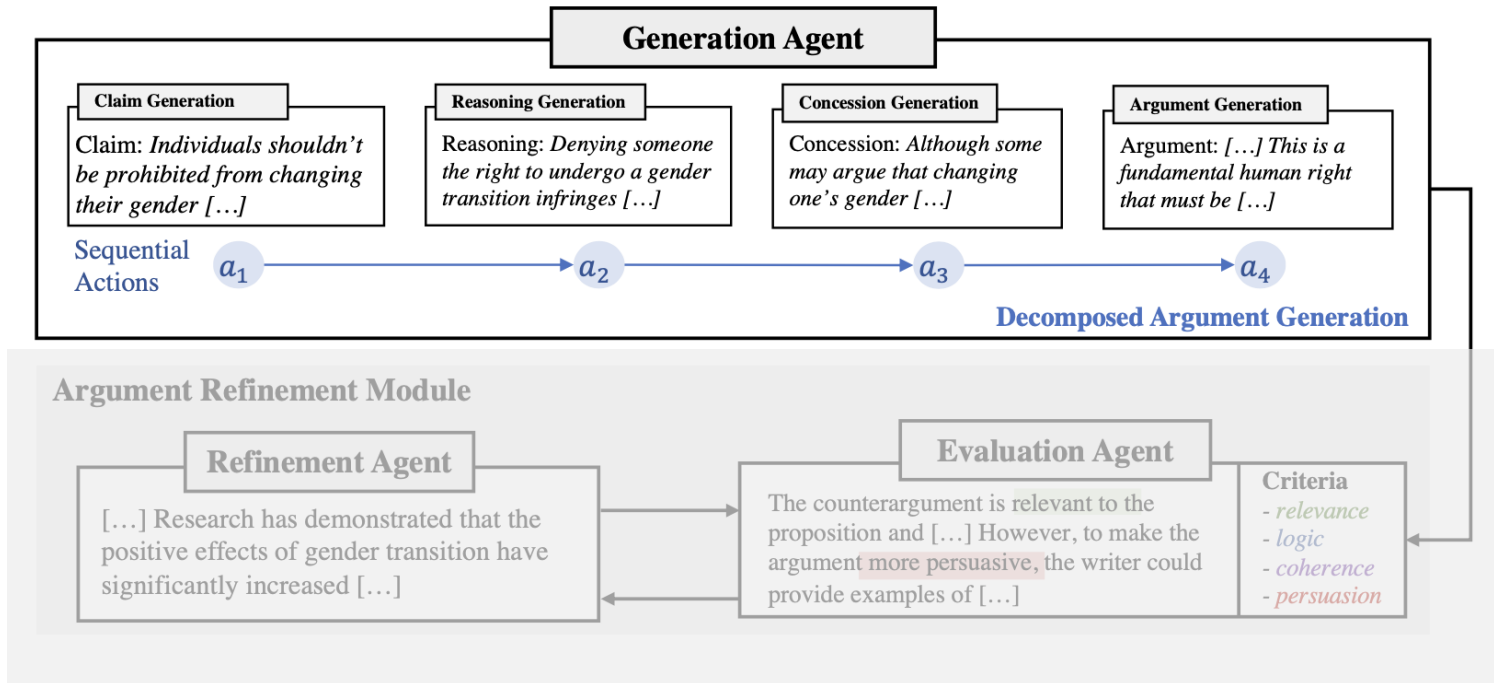 Generation Agent
Claim Generation
Claim: Individuals shouldn't
be prohibited from changing
their gender […]
Reasoning Generation
Reasoning: Denying someone
the right to undergo a gender
transition infringes […]
Concession Generation
Concession: Although some
may argue that changing
one's gender […]
Argument Generation
Argument: […] This is a
fundamental human right
that must be […]
Sequential
Actions
a1
a2
a3
a4
Decomposed Argument Generation
Argument Refinement Module
Refinement Agent
[…] Research has demonstrated that the
positive effects of gender transition have
significantly increased […]
Evaluation Agent
The counterargument is relevant to the
proposition and […] However, to make the
argument more persuasive, the writer could
provide examples of […]
Criteria
- relevance
- logic
- coherence
- persuasion